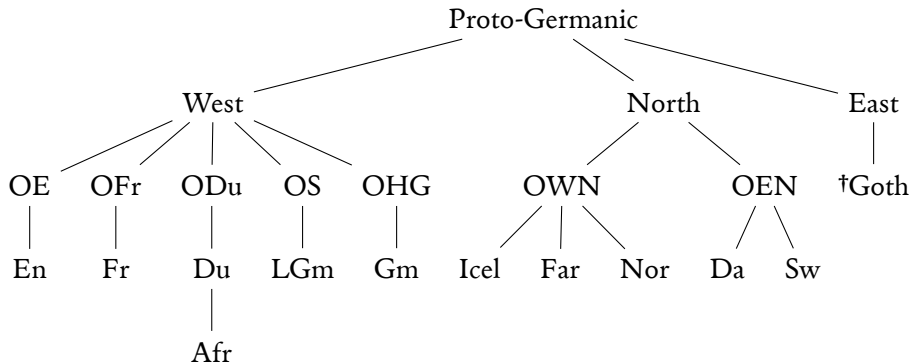 Proto-Germanic
West North East
OE OFr ODu OS OHG OWN OEN †Goth
En Fr Du LGm Gm Icel Far Nor Da Sw
Afr